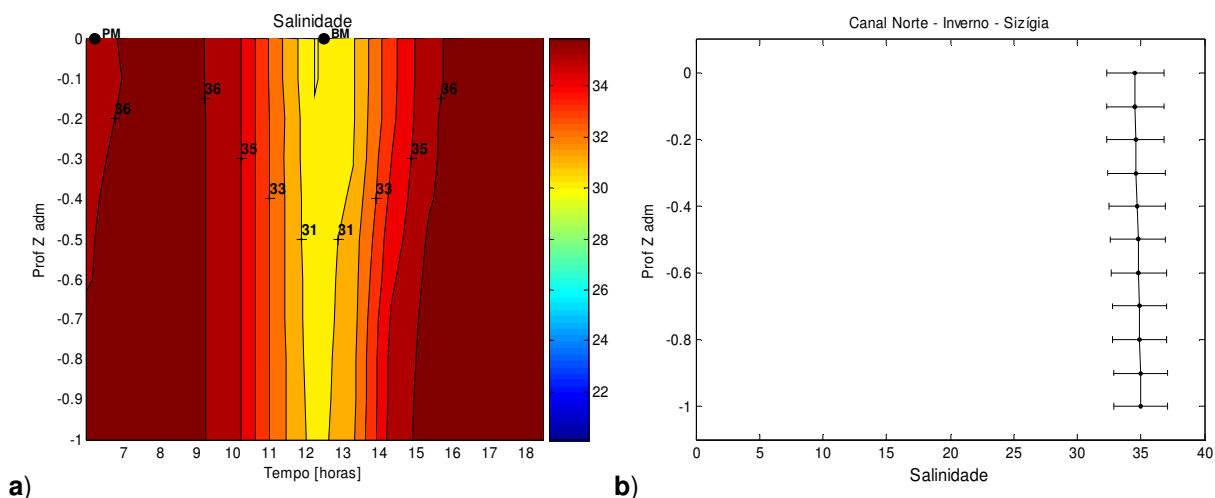 Salinidade
PM
BM
0
-0.1
-0.2
-0.3
-0.4
-0.5
-0.6
-0.7
-0.8
-0.9
-1
Prof Z adm
36
36
35
33
31
31
33
35
36
7 8 9 10 11 12 13 14 15 16 17 18
Tempo [horas]
34
32
30
28
26
24
22
a)
Canal Norte - Inverno - Sizígia
0
-0.2
-0.4
-0.6
-0.8
-1
Prof Z adm
0 5 10 15 20 25 30 35 40
Salinidade
b)